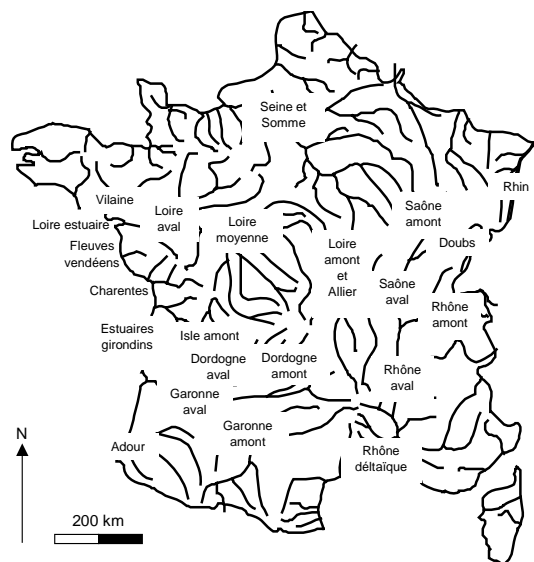 Seine et
Somme
Rhin
Vilaine
Saône
amont
Loire
aval
Loire estuaire
Loire
moyenne
Fleuves
vendéens
Loire
amont
et
Allier
Doubs
Charentes
Saône
aval
Rhône
amont
Estuaires
girondins
Isle amont
Dordogne
aval
Dordogne
amont
Rhône
aval
Garonne
aval
Garonne
amont
N
Adour
Rhône
déltaïque
200 km